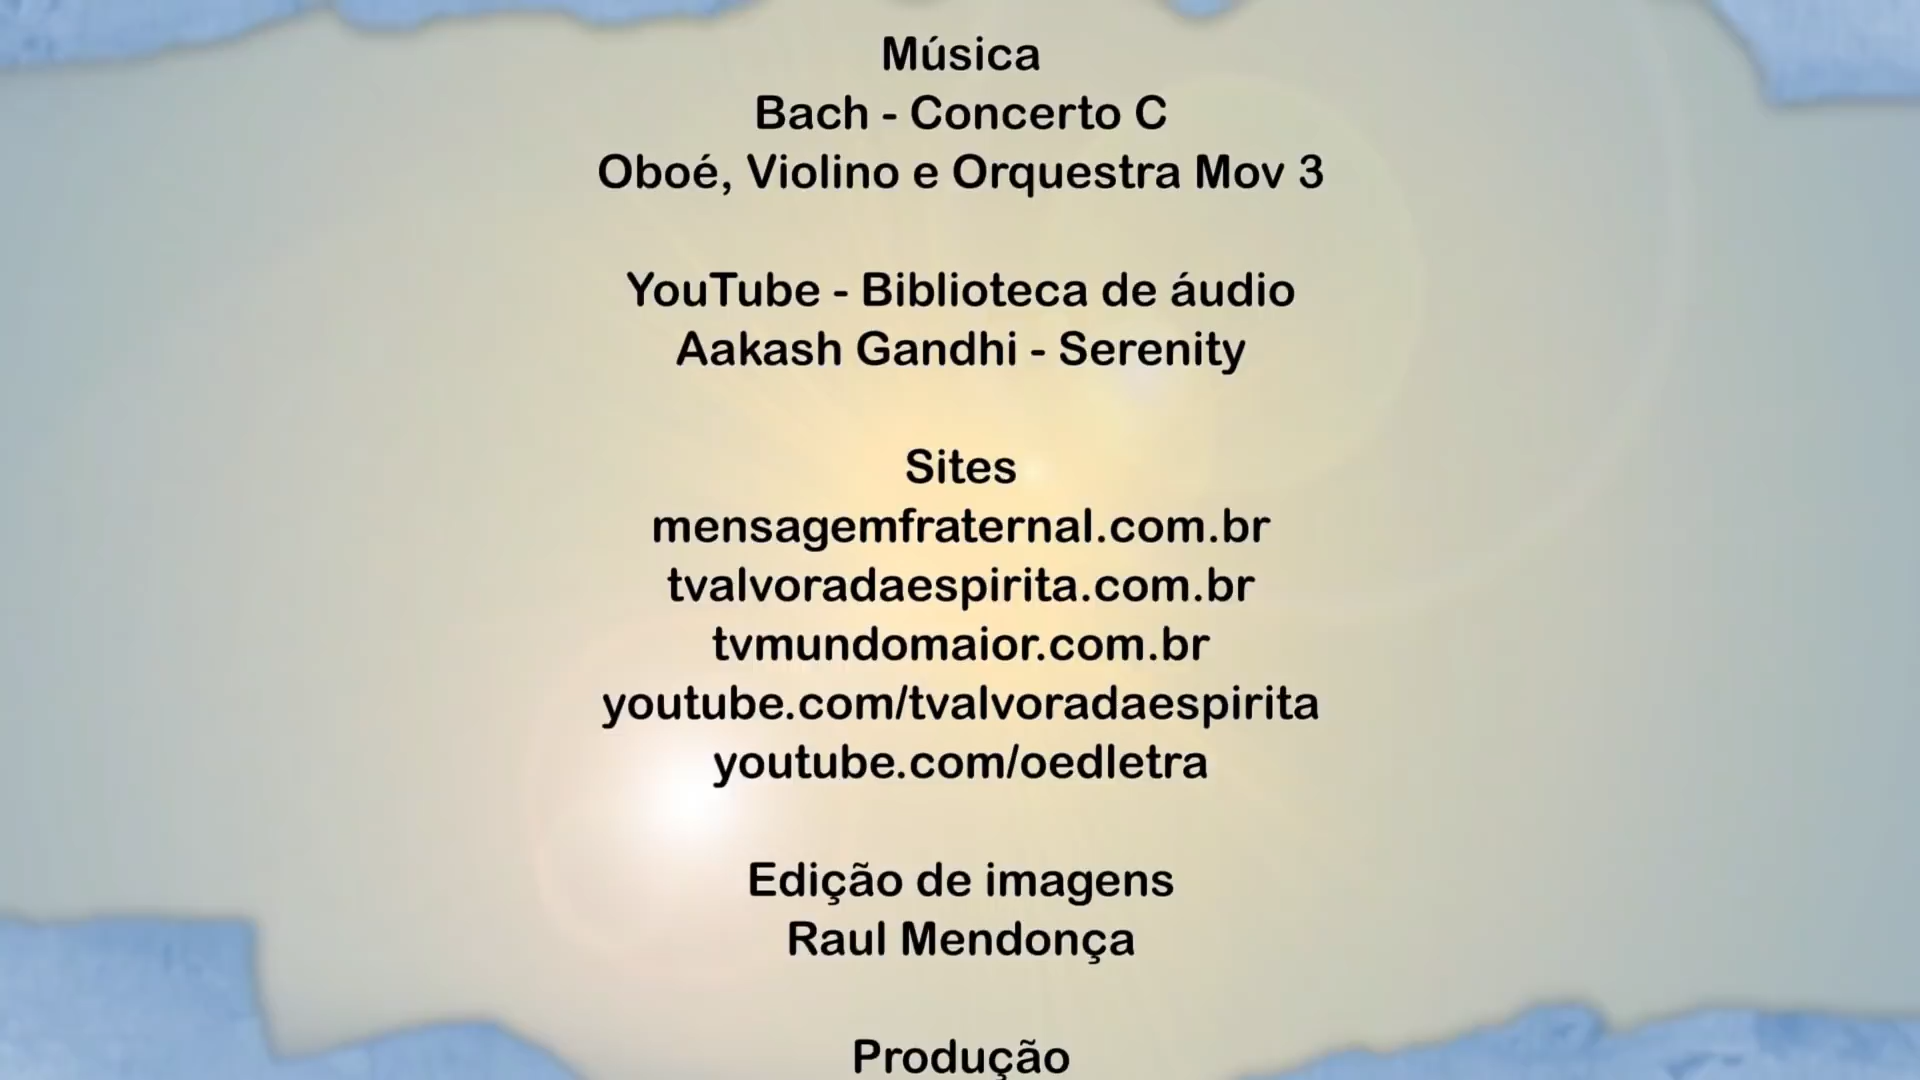 Música
Bach - Concerto C
Oboé, Violino e Orquestra Mov 3
YouTube - Biblioteca de áudio
Aakash Gandhi - Serenity
Sites
mensagemfraternal.com.br
tvalvoradaespirita.com.br
tvmundomaior.com.br
youtube.com/tvalvoradaespirita
youtube.com/oedletra
Edição de imagens
Raul Mendonça
Produção